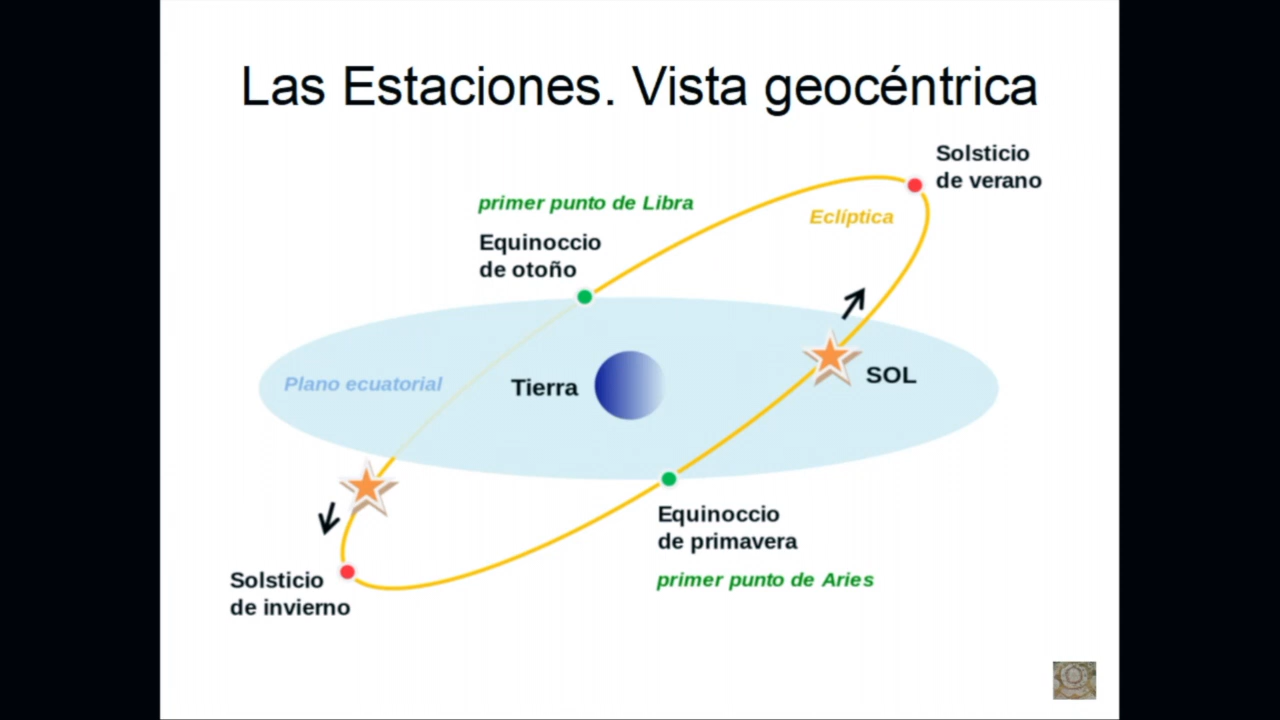 Las Estaciones. Vista geocéntrica
Solsticio
de verano
primer punto de Libra
Eclíptica
Equinoccio
de otoño
Plano ecuatorial
Tierra
SOL
Equinoccio
de primavera
primer punto de Aries
Solsticio
de invierno